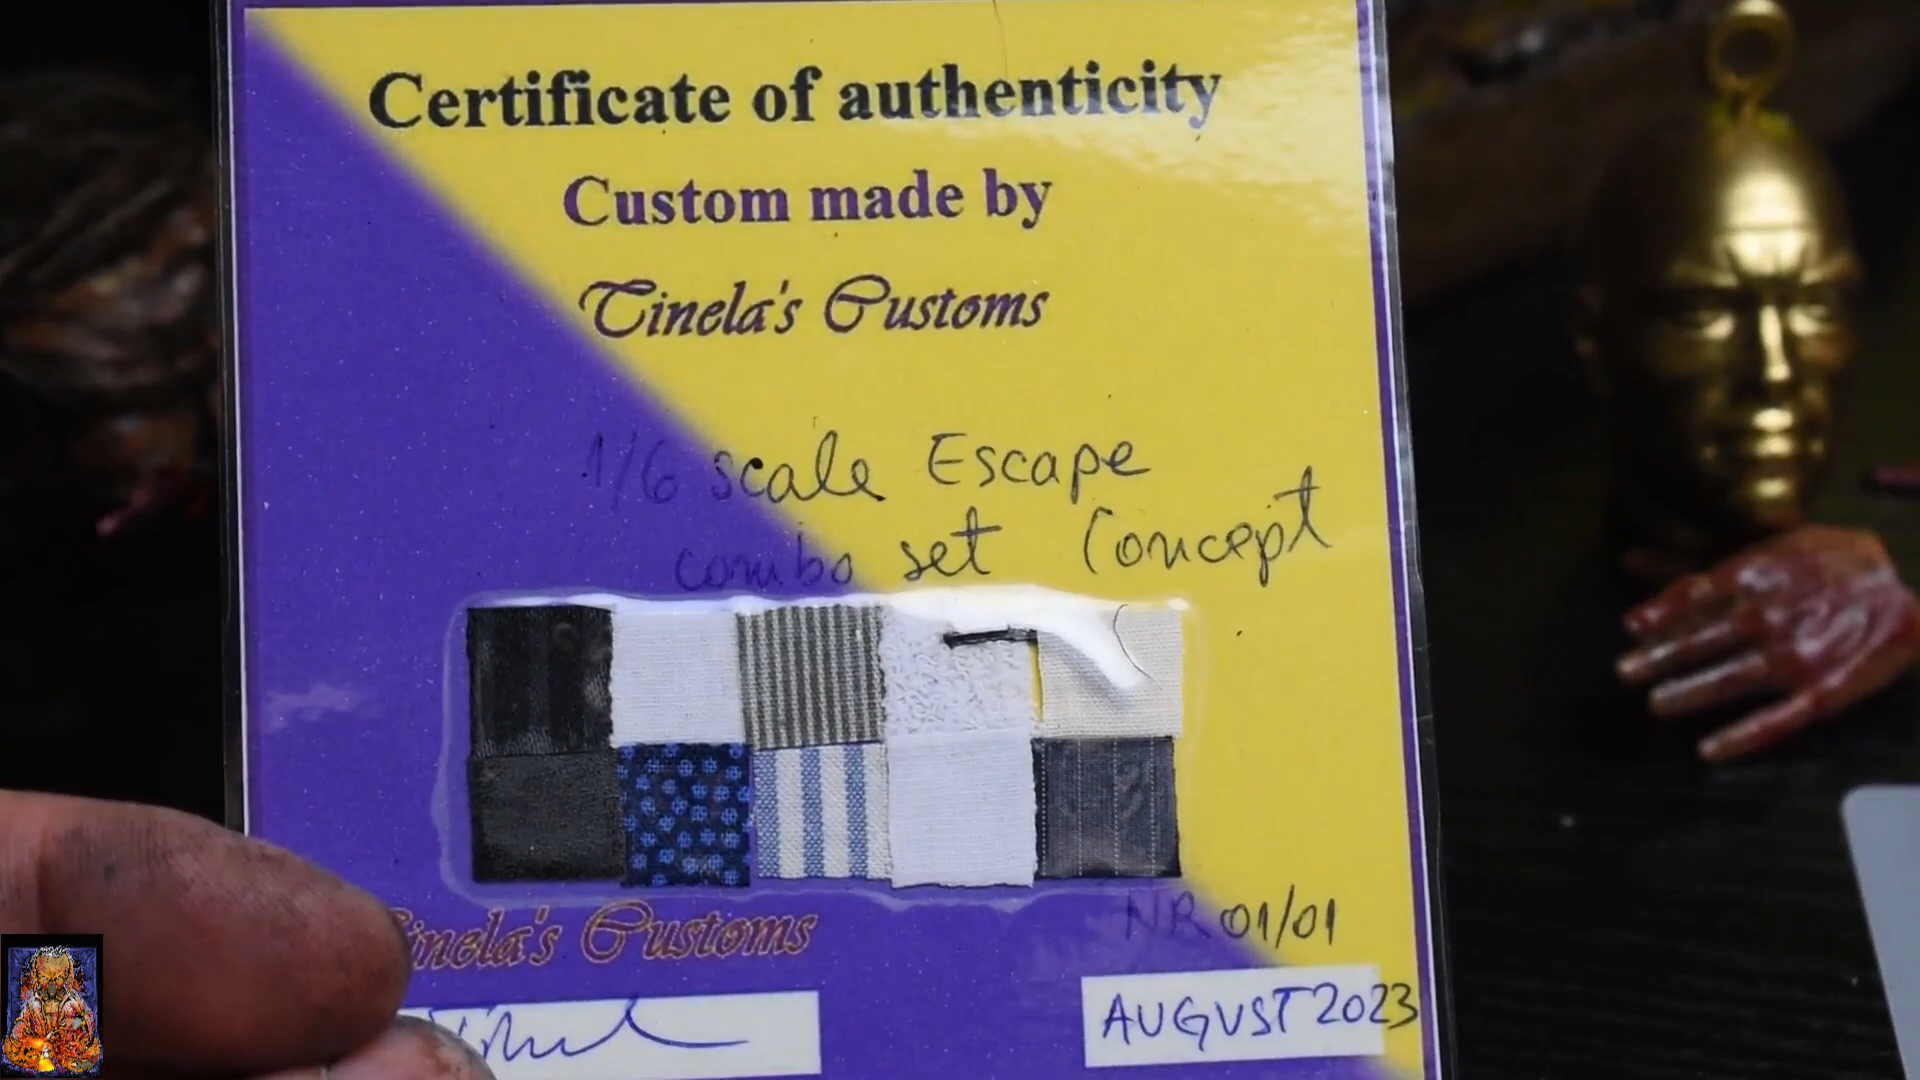 Certificate of authenticity
Custom made by
Tinela's Customs
1/6 scale Escape
combo set Concept
Tinela's Customs
NR 01/01
AUGUST 2023